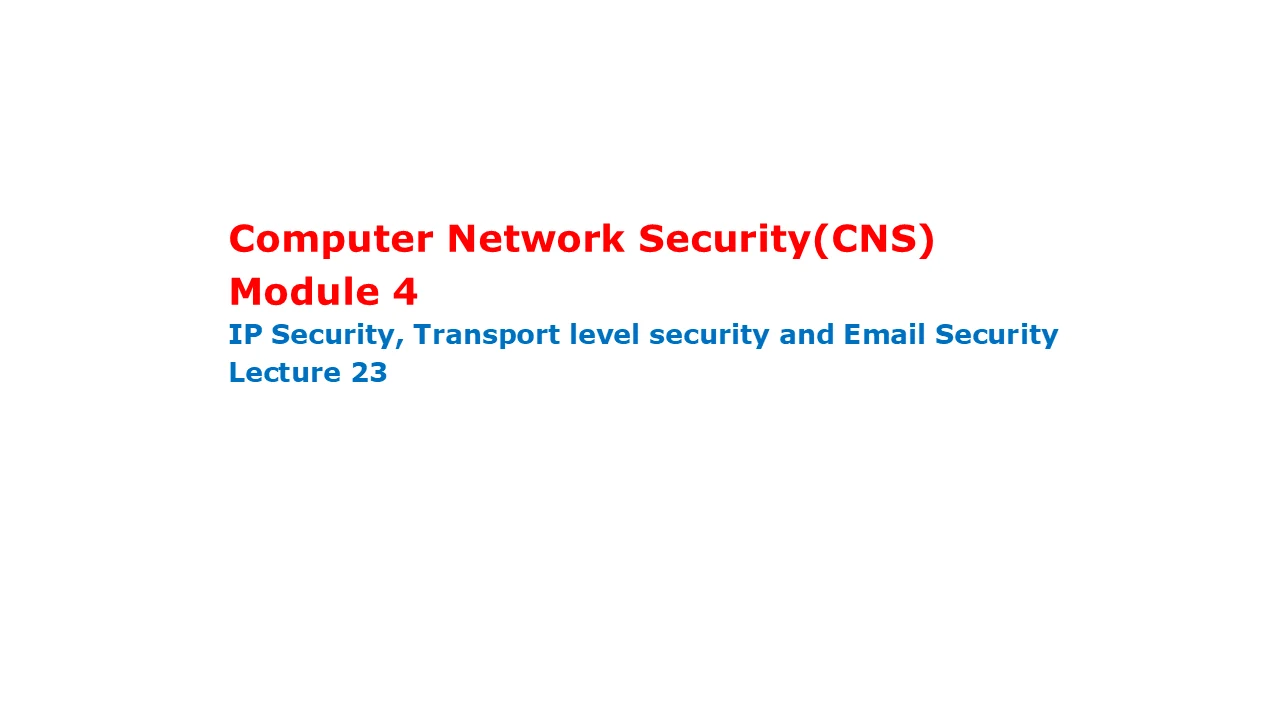 Computer Network Security(CNS)
Module 4
IP Security, Transport level security and Email Security
Lecture 23